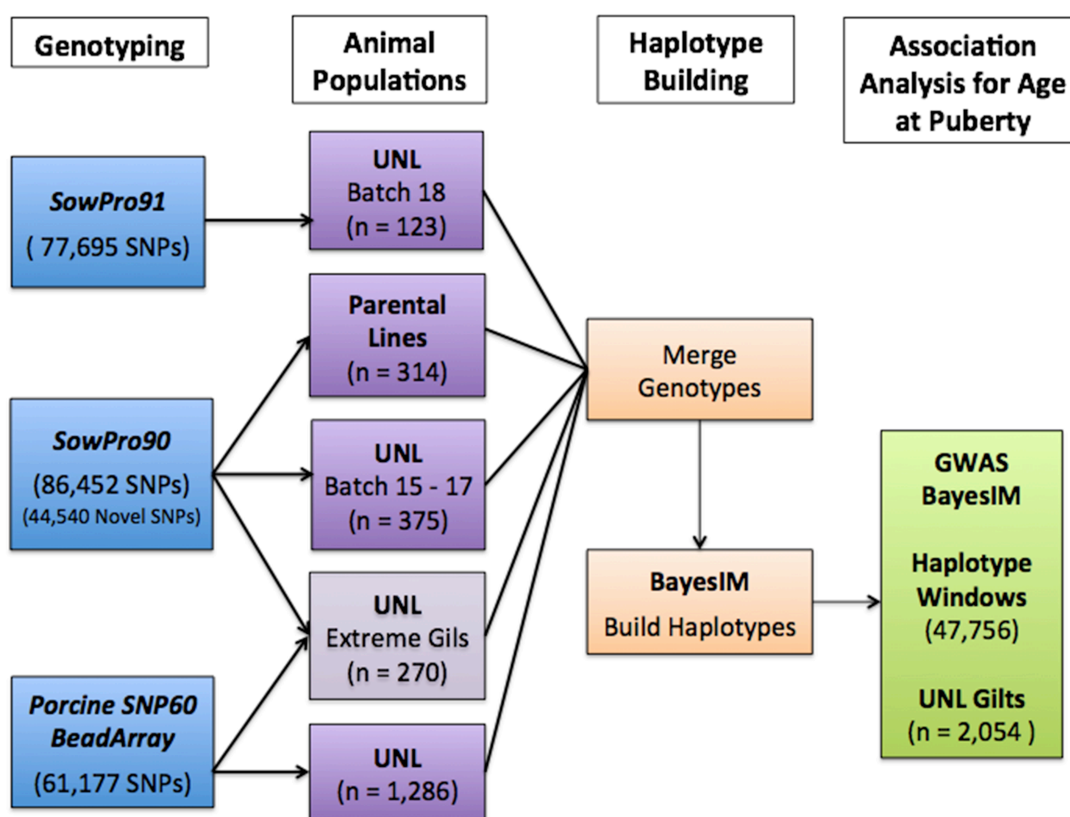 Genotyping
Animal
Populations
Haplotype
Building
Association
Analysis for Age
at Puberty
SowPro91
( 77,695 SNPs)
SowPro90
(86,452 SNPs)
(44,540 Novel SNPs)
Porcine SNP60
BeadArray
(61,177 SNPs)
UNL
Batch 18
(n = 123)
Parental
Lines
(n = 314)
UNL
Batch 15 - 17
(n = 375)
UNL
Extreme Gils
(n = 270)
UNL
(n = 1,286)
Merge
Genotypes
BayesIM
Build Haplotypes
GWAS
BayesIM
Haplotype
Windows
(47,756)
UNL Gilts
(n = 2,054 )